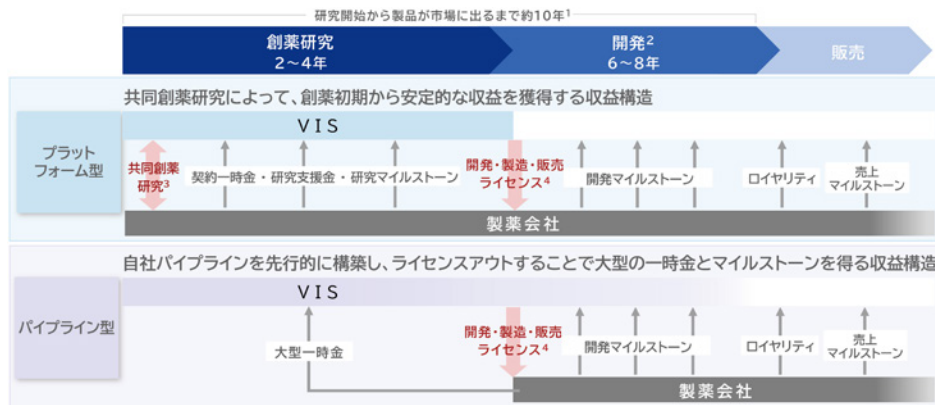 研究開始から製品が市場に出るまで約10年¹
創薬研究
2～4年
開発²
6～8年
販売
プラット
フォーム型
共同創薬研究によって、創薬初期から安定的な収益を獲得する収益構造
VIS
共同創薬
研究³
契約一時金・研究支援金・研究マイルストーン
開発・製造・販売
ライセンス⁴
開発マイルストーン
ロイヤリティ
売上
マイルストーン
製薬会社
パイプライン型
自社パイプラインを先行的に構築し、ライセンスアウトすることで大型の一時金とマイルストーンを得る収益構造
VIS
大型一時金
開発・製造・販売
ライセンス⁴
開発マイルストーン
ロイヤリティ
売上
マイルストーン
製薬会社